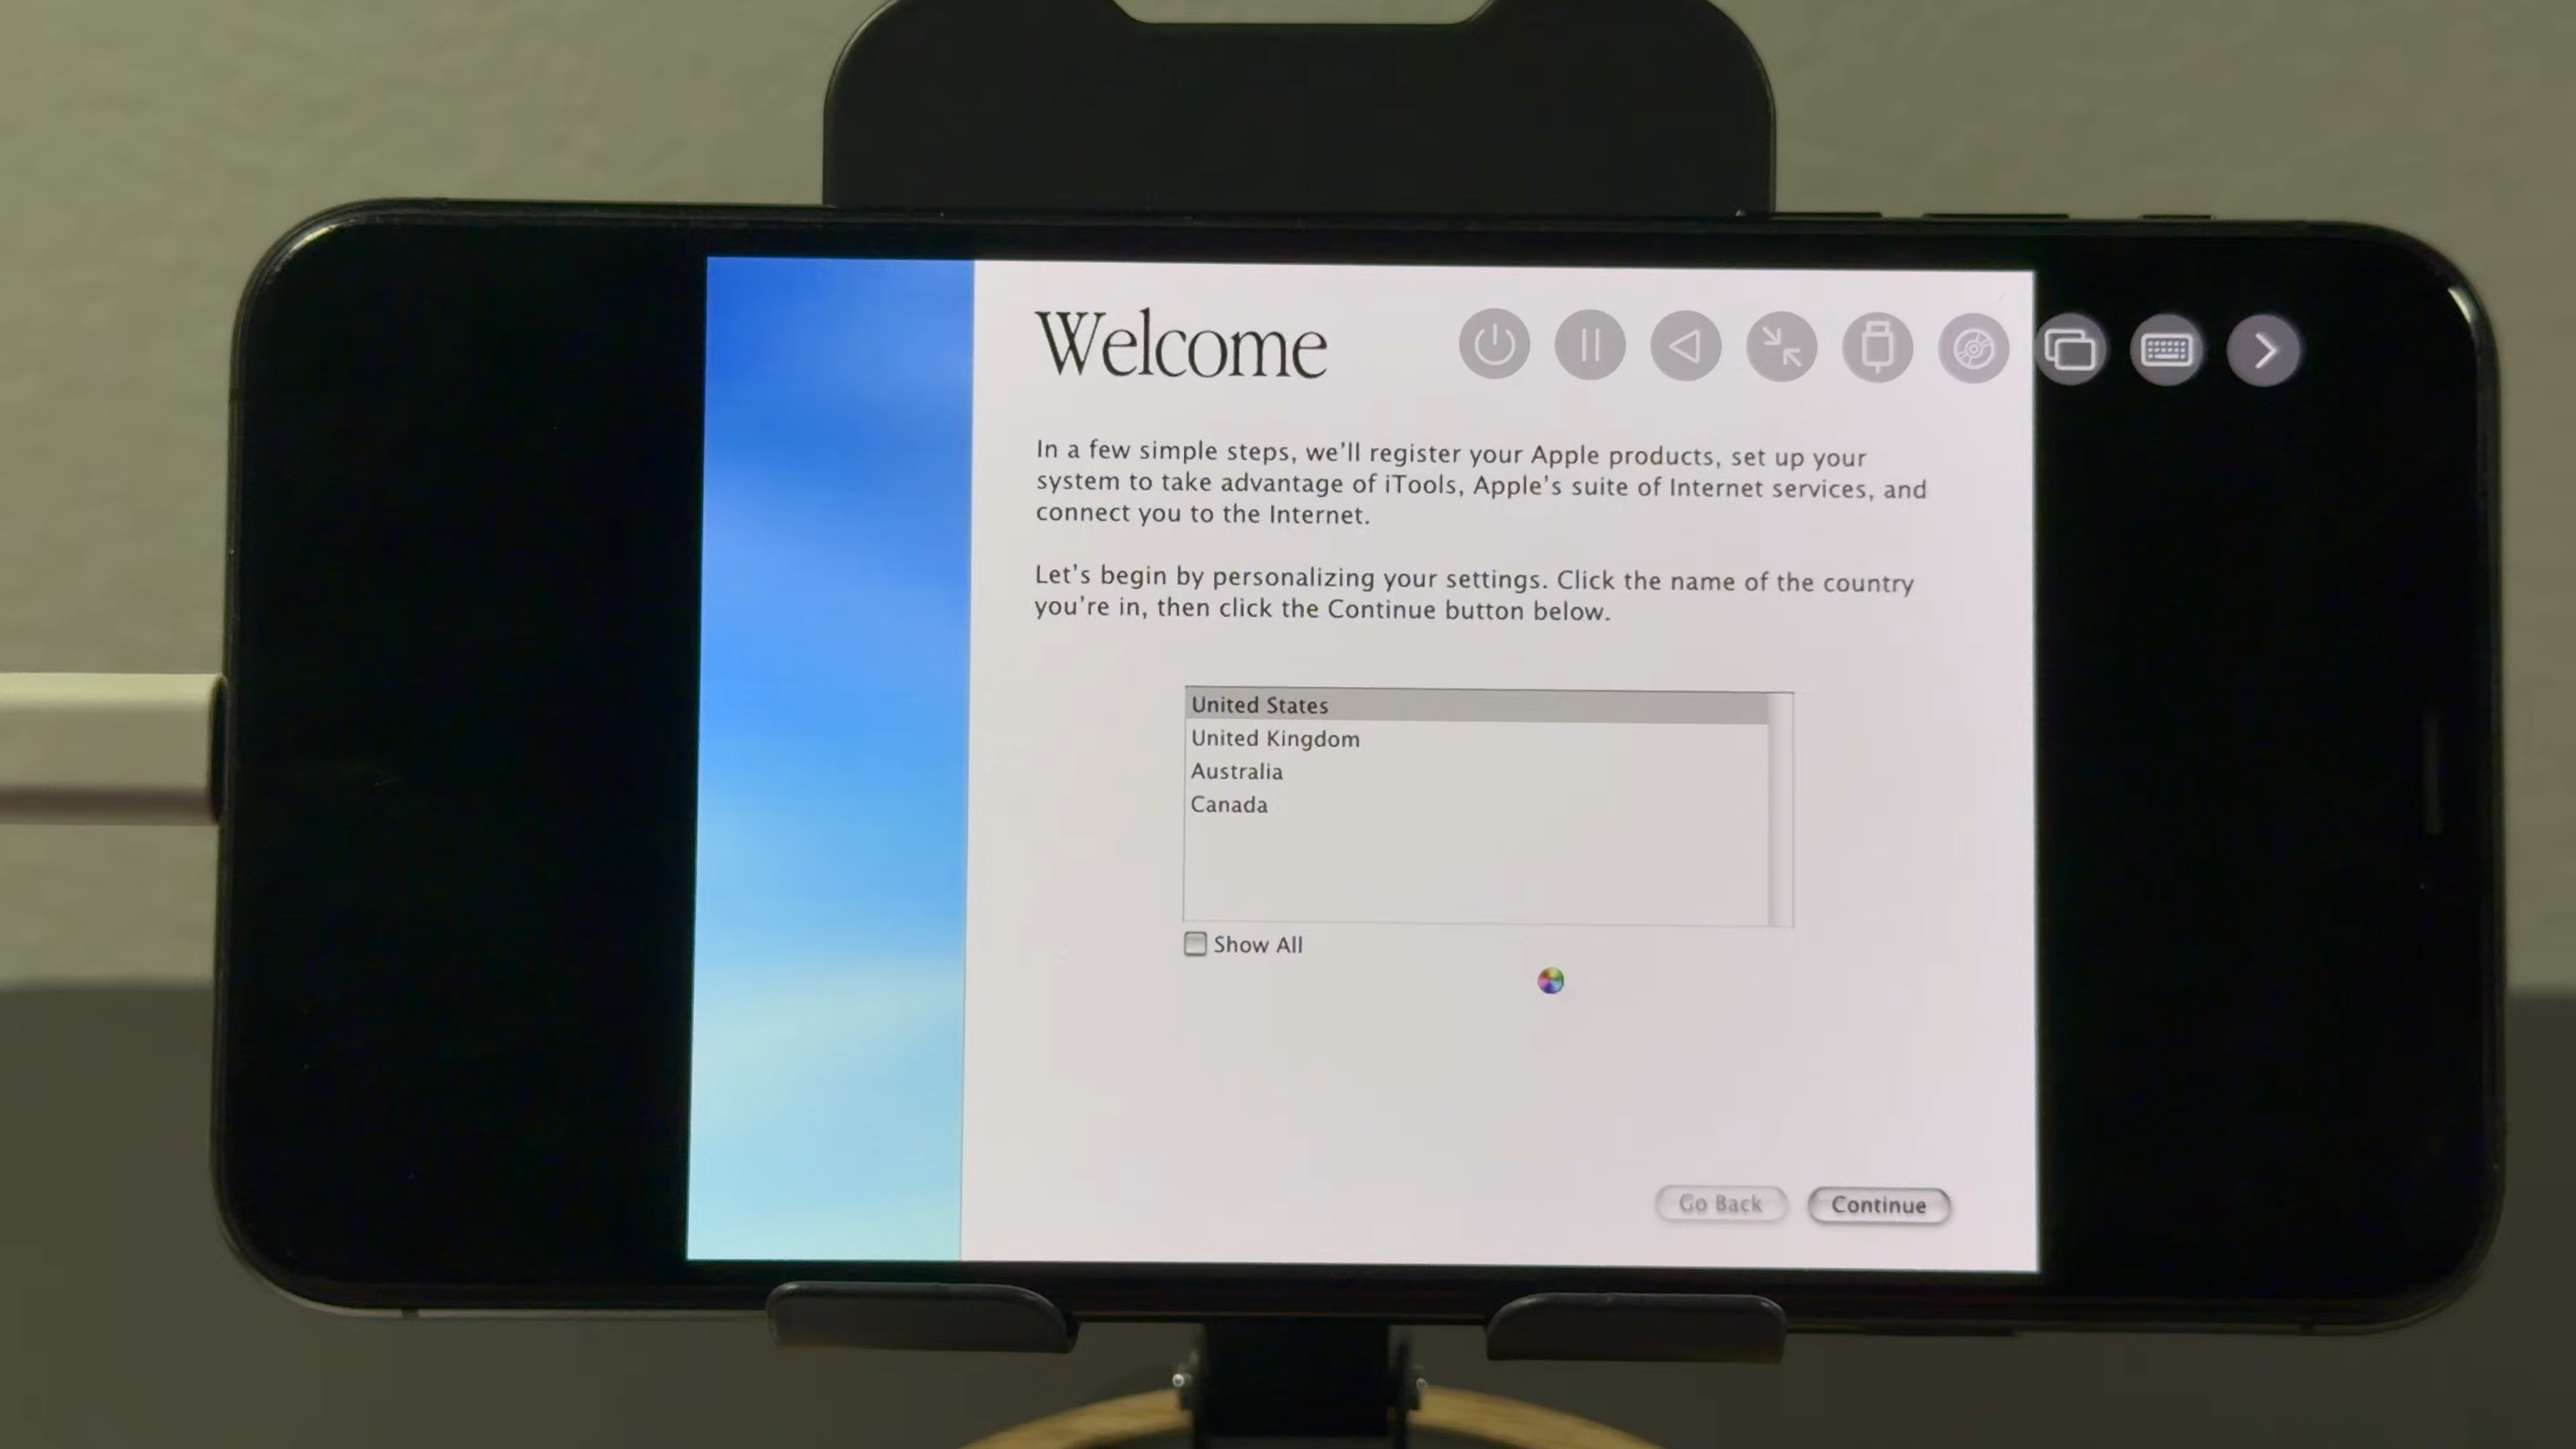 Welcome
In a few simple steps, we'll register your Apple products, set up your
system to take advantage of iTools, Apple's suite of Internet services, and
connect you to the Internet.
Let's begin by personalizing your settings. Click the name of the country
you're in, then click the Continue button below.
United States
United Kingdom
Australia
Canada
Show All
Go Back
Continue